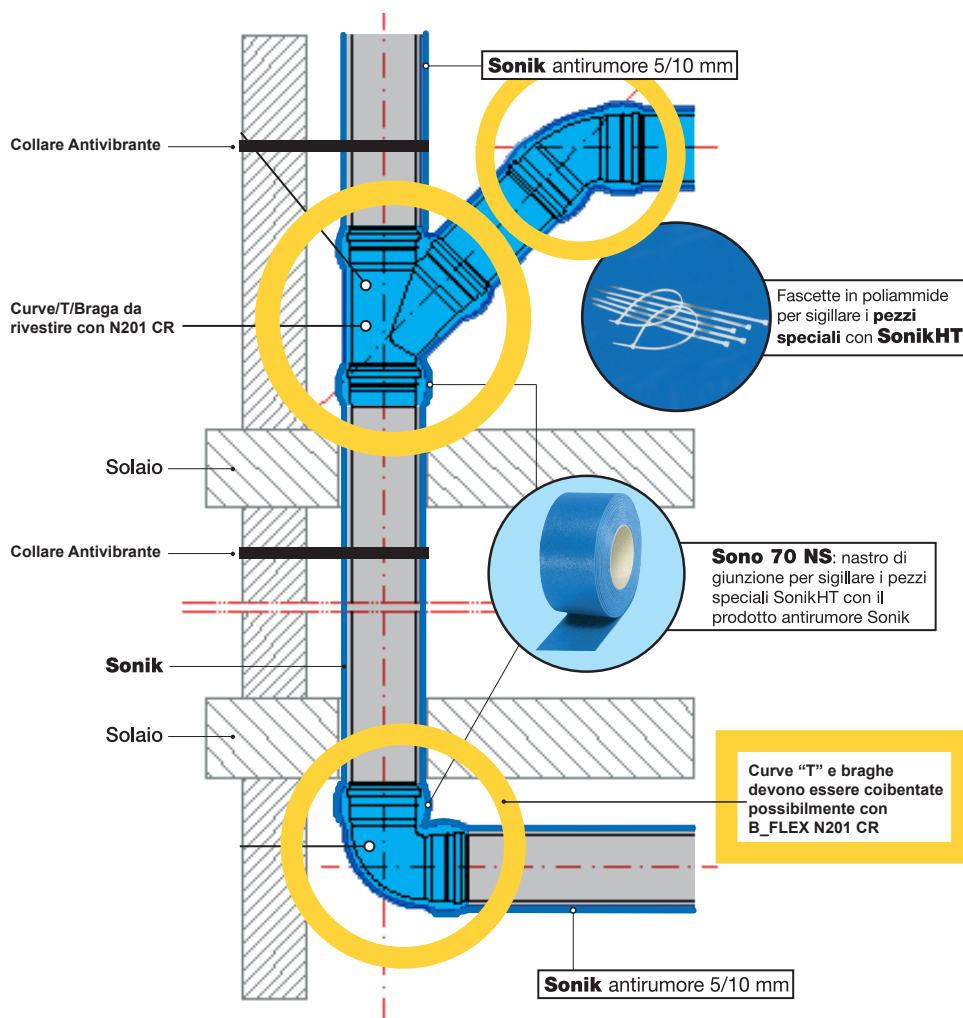 Sonik antirumore 5/10 mm
Collare Antivibrante
Fascette in poliammide
per sigillare i pezzi
speciali con SonikHT
Curve/T/Braga da
rivestire con N201 CR
Solaio
Collare Antivibrante
Sono 70 NS: nastro di
giunzione per sigillare i pezzi
speciali SonikHT con il
prodotto antirumore Sonik
Sonik
Solaio
Curve “T” e braghe
devono essere coibentate
possibilmente con
B_FLEX N201 CR
Sonik antirumore 5/10 mm